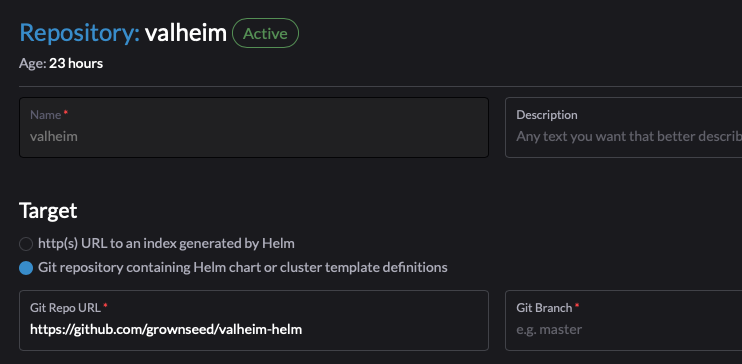 Repository: valheim Active
Age: 23 hours
Name *
valheim
Description
Any text you want that better describ
Target
http(s) URL to an index generated by Helm
Git repository containing Helm chart or cluster template definitions
Git Repo URL *
https://github.com/grownseed/valheim-helm
Git Branch *
e.g. master